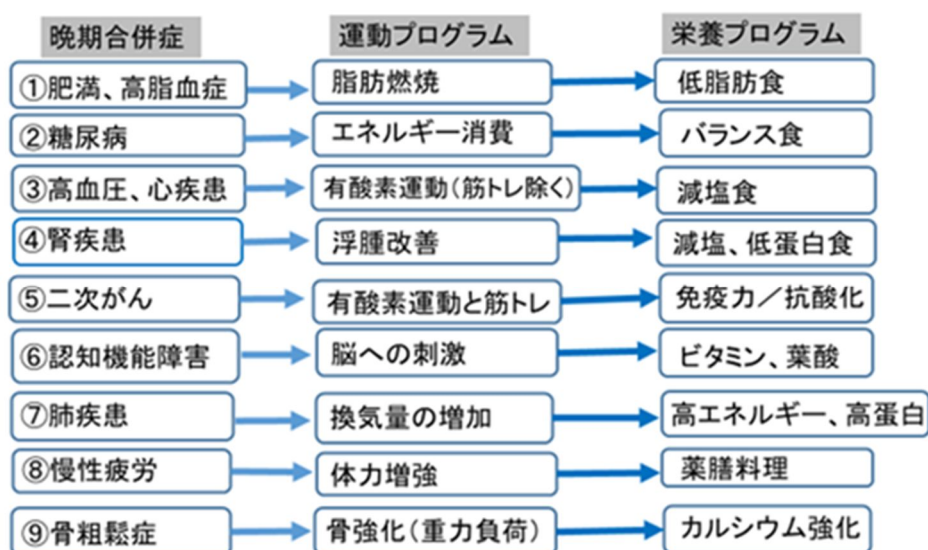 晩期合併症 運動プログラム 栄養プログラム
①肥満、高脂血症 脂肪燃焼 低脂肪食
②糖尿病 エネルギー消費 バランス食
③高血圧、心疾患 有酸素運動(筋トレ除く) 減塩食
④腎疾患 浮腫改善 減塩、低蛋白食
⑤二次がん 有酸素運動と筋トレ 免疫力/抗酸化
⑥認知機能障害 脳への刺激 ビタミン、葉酸
⑦肺疾患 換気量の増加 高エネルギー、高蛋白
⑧慢性疲労 体力増強 薬膳料理
⑨骨粗鬆症 骨強化(重力負荷) カルシウム強化